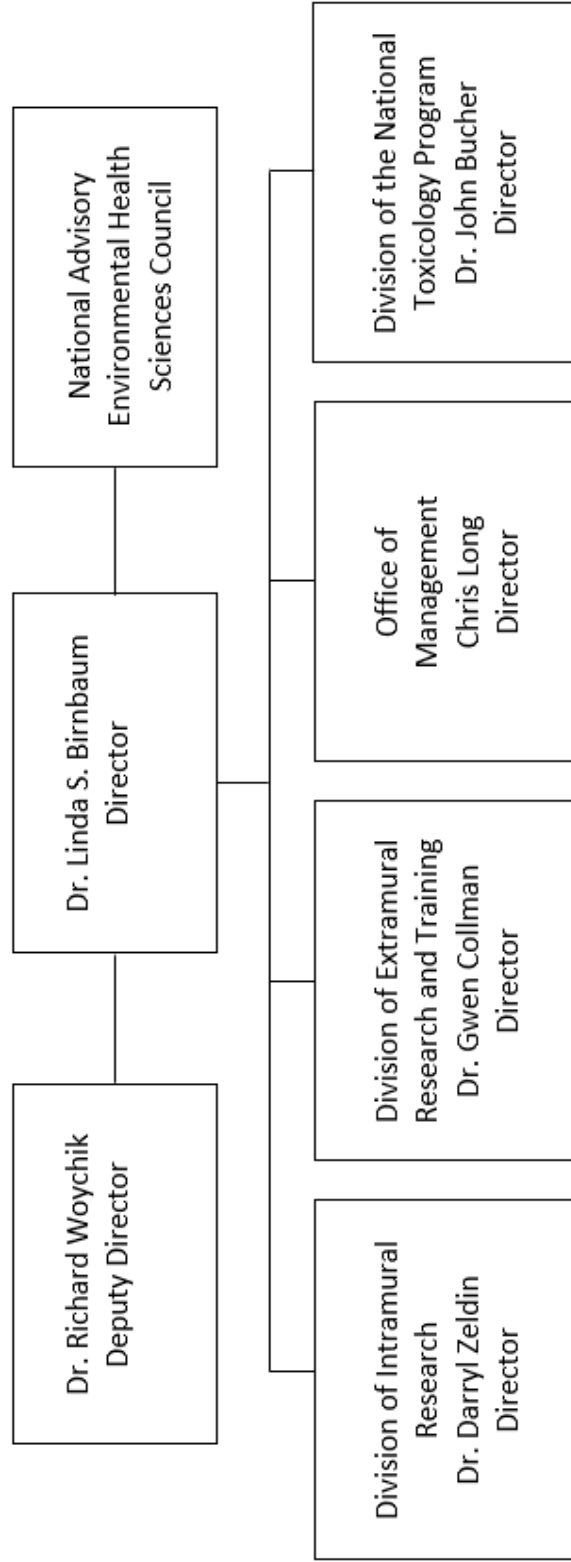 Dr. Richard Woychik
Deputy Director
Dr. Linda S. Birnbaum
Director
National Advisory
Environmental Health
Sciences Council
Division of Intramural
Research
Dr. Darryl Zeldin
Director
Division of Extramural
Research and Training
Dr. Gwen Collman
Director
Office of
Management
Chris Long
Director
Division of the National
Toxicology Program
Dr. John Bucher
Director